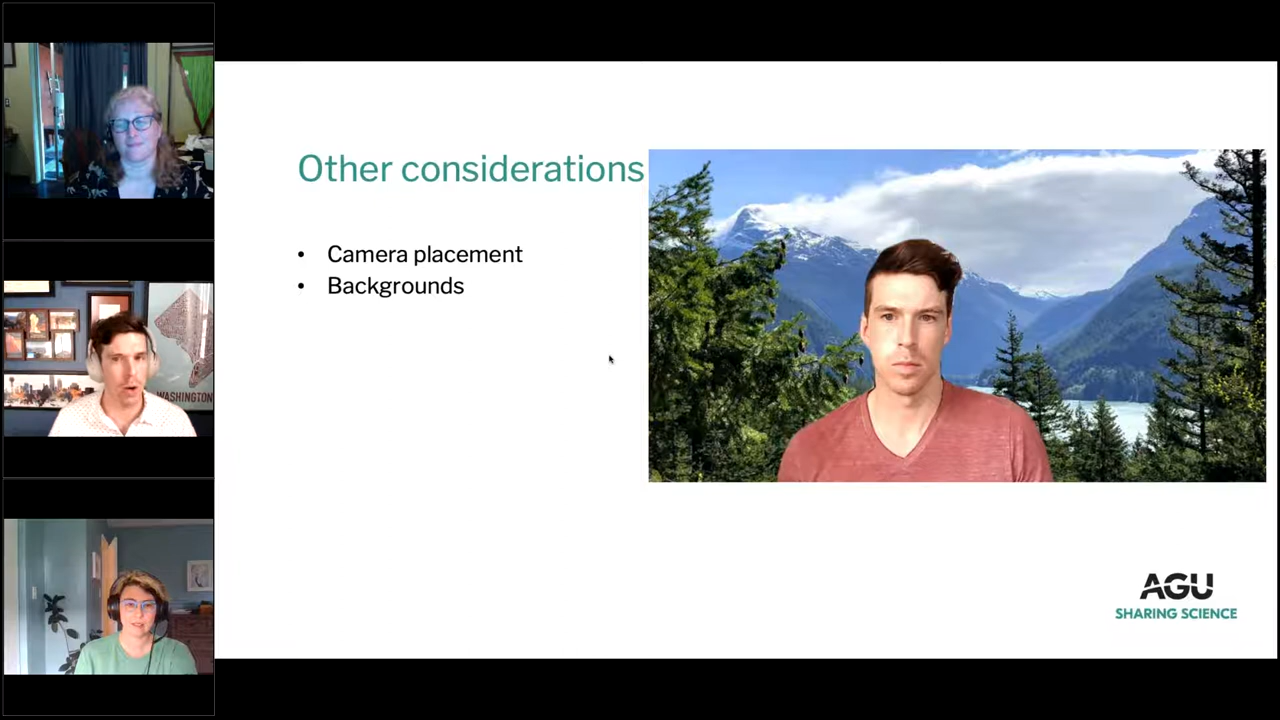 Other considerations
• Camera placement
• Backgrounds
WASHINGTON
AGU
SHARING SCIENCE